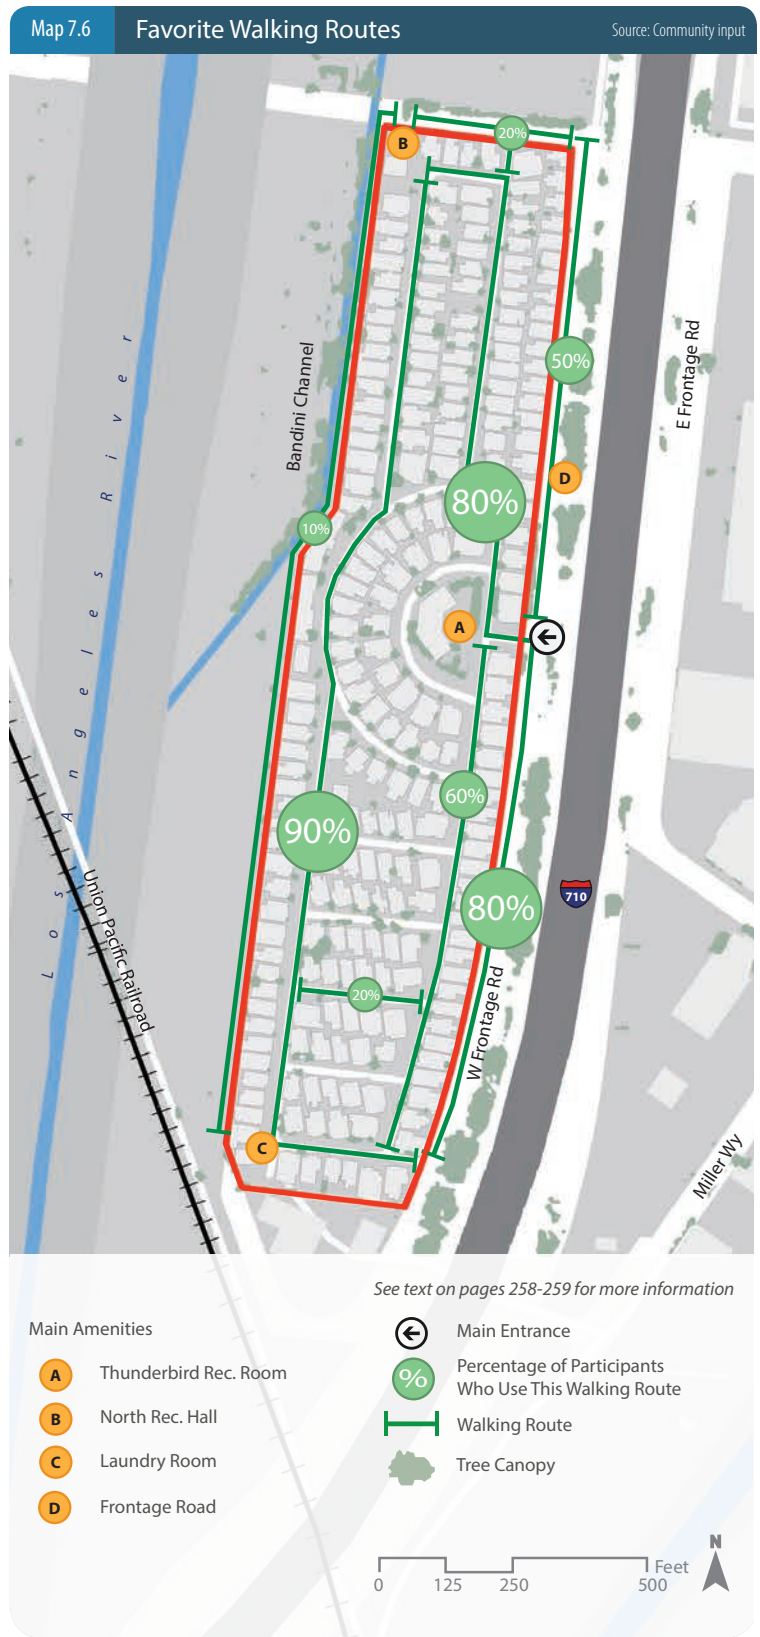 Map 7.6
Favorite Walking Routes
Source: Community input
B
20%
50%
E Frontage Rd
Bandini Channel
Los Angeles River
D
80%
10%
A
60%
90%
80%
710
Union Pacific Railroad
20%
W Frontage Rd
C
Miller Wy
See text on pages 258-259 for more information
Main Amenities
A Thunderbird Rec. Room
B North Rec. Hall
C Laundry Room
D Frontage Road
Main Entrance
% Percentage of Participants
Who Use This Walking Route
Walking Route
Tree Canopy
N
Feet
0 125 250 500